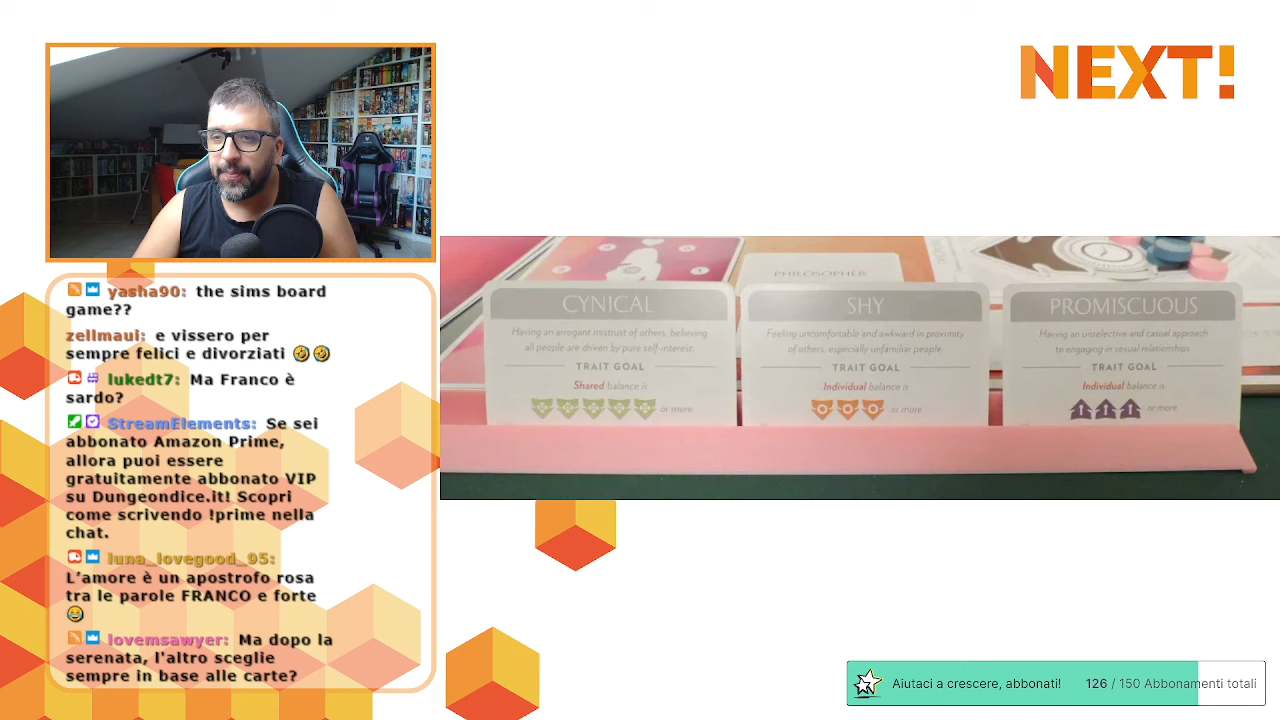 NEXT!
yasha90: the sims board
game??
zellmaui: e vissero per
sempre felici e divorziati 🤣🤣
lukedt7: Ma Franco è
sardo?
StreamElements: Se sei
abbonato Amazon Prime,
allora puoi essere
gratuitamente abbonato VIP
su Dungeondice.it! Scopri
come scrivendo !prime nella
chat.
luna_lovegood_95:
L'amore è un apostrofo rosa
tra le parole FRANCO e forte
😂
lovemsawyer: Ma dopo la
serenata, l'altro sceglie
sempre in base alle carte?
PHILOSOPHER
CYNICAL
Having an arrogant mistrust of others, believing
all people are driven by pure self-interest.
TRAIT GOAL
Shared balance is
or more
SHY
Feeling uncomfortable and awkward in proximity
of others, especially unfamiliar people.
TRAIT GOAL
Individual balance is
or more
PROMISCUOUS
Having an unselective and casual approach
to engaging in sexual relationships
TRAIT GOAL
Individual balance is
or more
Aiutaci a crescere, abbonati! 126 / 150 Abbonamenti totali